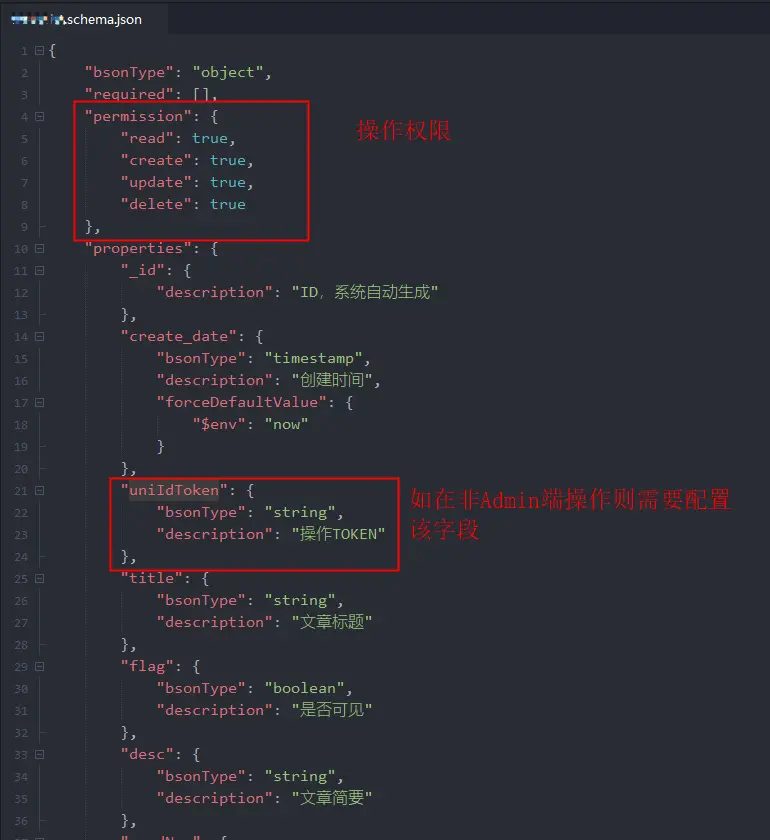 .schema.json
1 {
2 "bsonType": "object",
3 "required": [],
4 "permission": {
操作权限
5 "read": true,
6 "create": true,
7 "update": true,
8 "delete": true
9 },
10 "properties": {
11 "_id": {
12 "description": "ID，系统自动生成"
13 },
14 "create_date": {
15 "bsonType": "timestamp",
16 "description": "创建时间",
17 "forceDefaultValue": {
18 "$env": "now"
19 }
20 },
21 "uniIdToken": {
如在非Admin端操作则需要配置
该字段
22 "bsonType": "string",
23 "description": "操作TOKEN"
24 },
25 "title": {
26 "bsonType": "string",
27 "description": "文章标题"
28 },
29 "flag": {
30 "bsonType": "boolean",
31 "description": "是否可见"
32 },
33 "desc": {
34 "bsonType": "string",
35 "description": "文章简要"
36 },